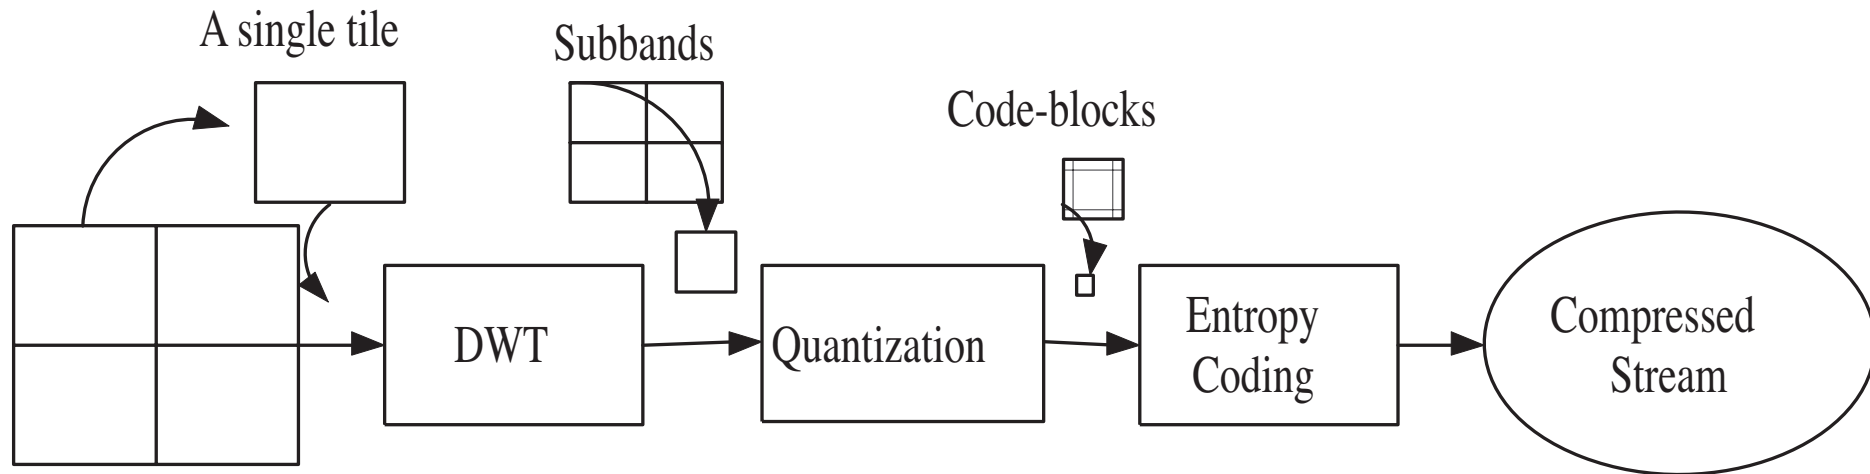 A single tile
Subbands
Code-blocks
DWT
Quantization
Entropy
Coding
Compressed
Stream